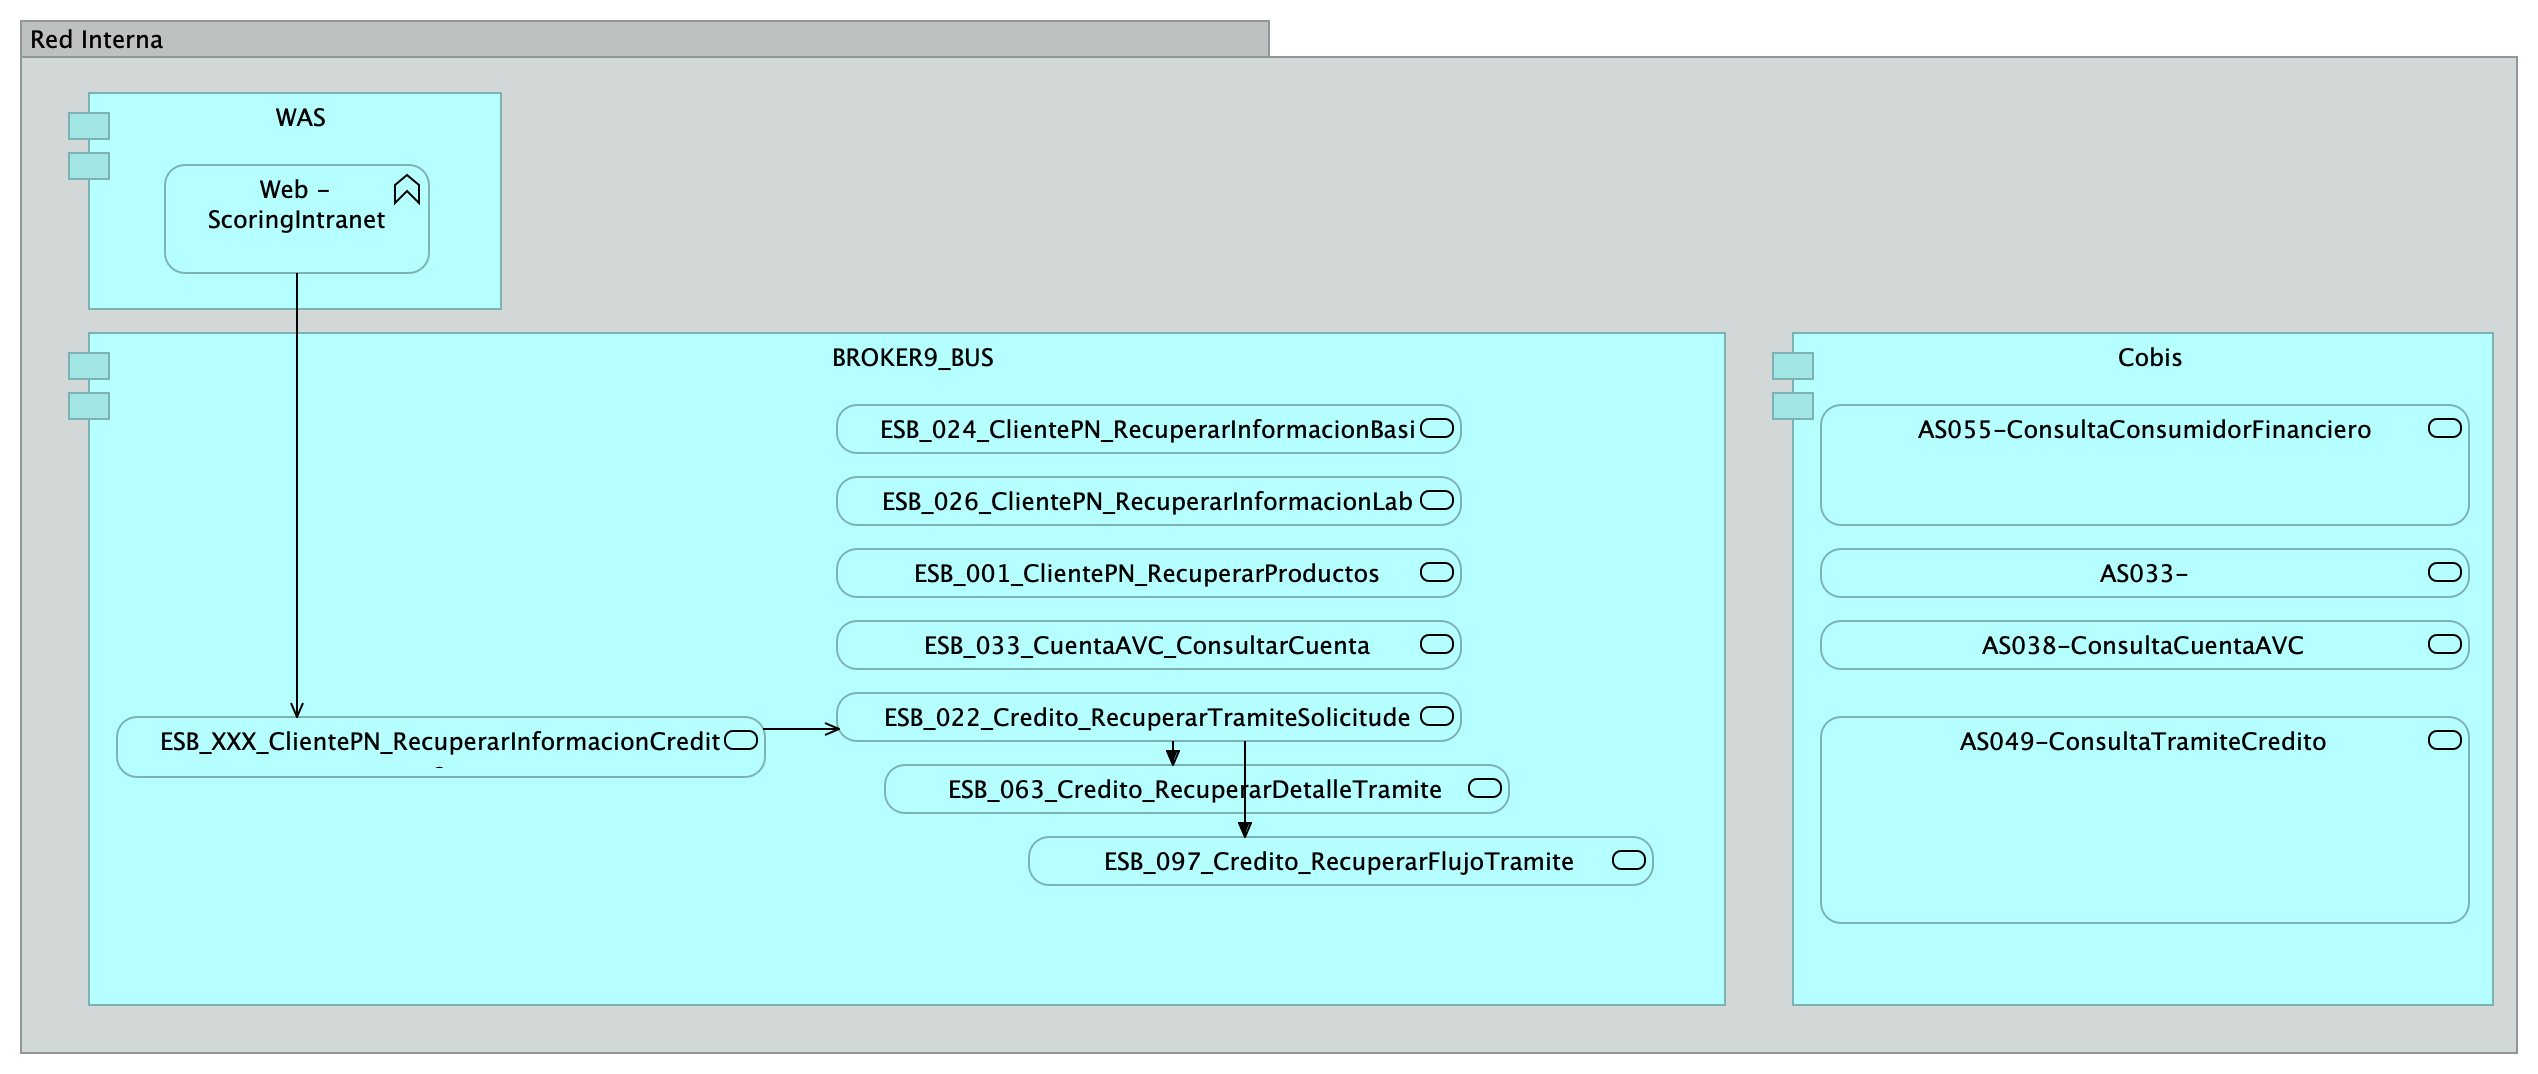 Red Interna
WAS
Web -
ScoringIntranet
BROKER9_BUS
ESB_024_ClientePN_RecuperarInformacionBasi
ESB_026_ClientePN_RecuperarInformacionLab
ESB_001_ClientePN_RecuperarProductos
ESB_033_CuentaAVC_ConsultarCuenta
ESB_022_Credito_RecuperarTramiteSolicitude
ESB_XXX_ClientePN_RecuperarInformacionCredit
ESB_063_Credito_RecuperarDetalleTramite
ESB_097_Credito_RecuperarFlujoTramite
Cobis
AS055-ConsultaConsumidorFinanciero
AS033-
AS038-ConsultaCuentaAVC
AS049-ConsultaTramiteCredito